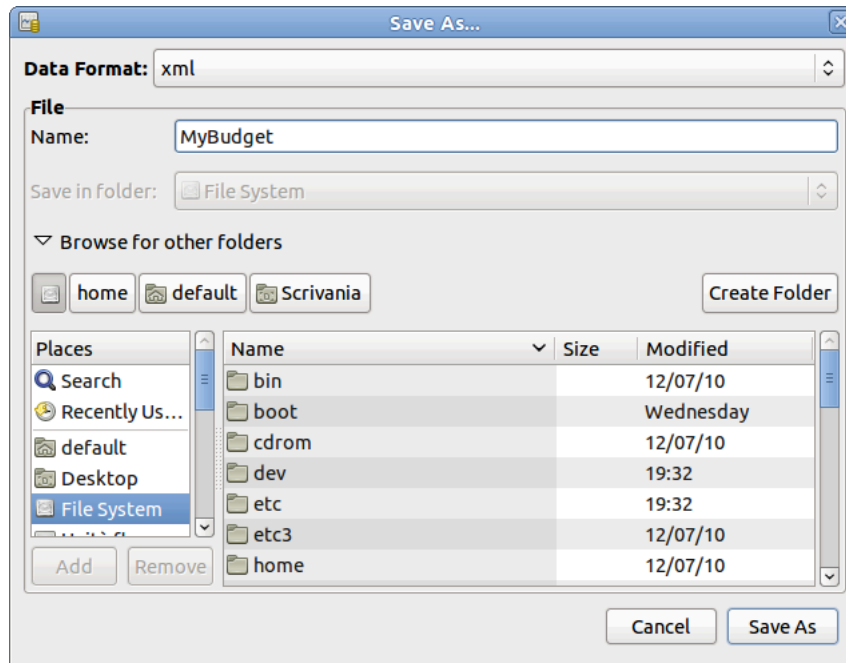 Save As...
Data Format: xml
File
Name: MyBudget
Save in folder: File System
Browse for other folders
home default Scrivania Create Folder
Places Name Size Modified
Search bin 12/07/10
Recently Us... boot Wednesday
cdrom 12/07/10
default
Desktop dev 19:32
File System etc 19:32
etc3 12/07/10
Add Remove home 12/07/10
Cancel Save As